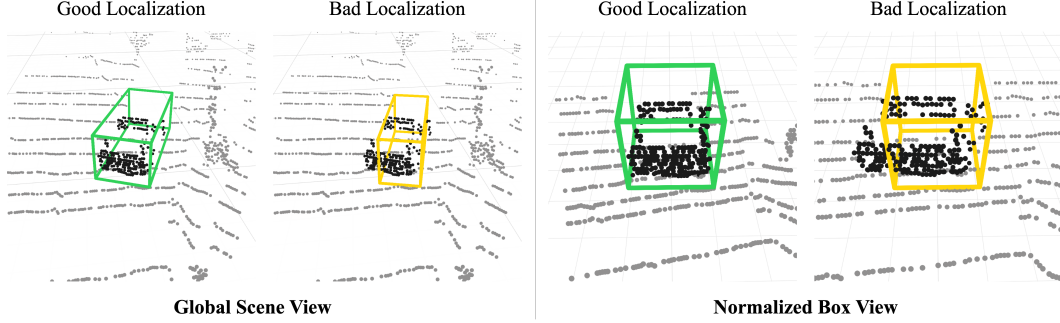 Good Localization
Bad Localization
Good Localization
Bad Localization
Global Scene View
Normalized Box View